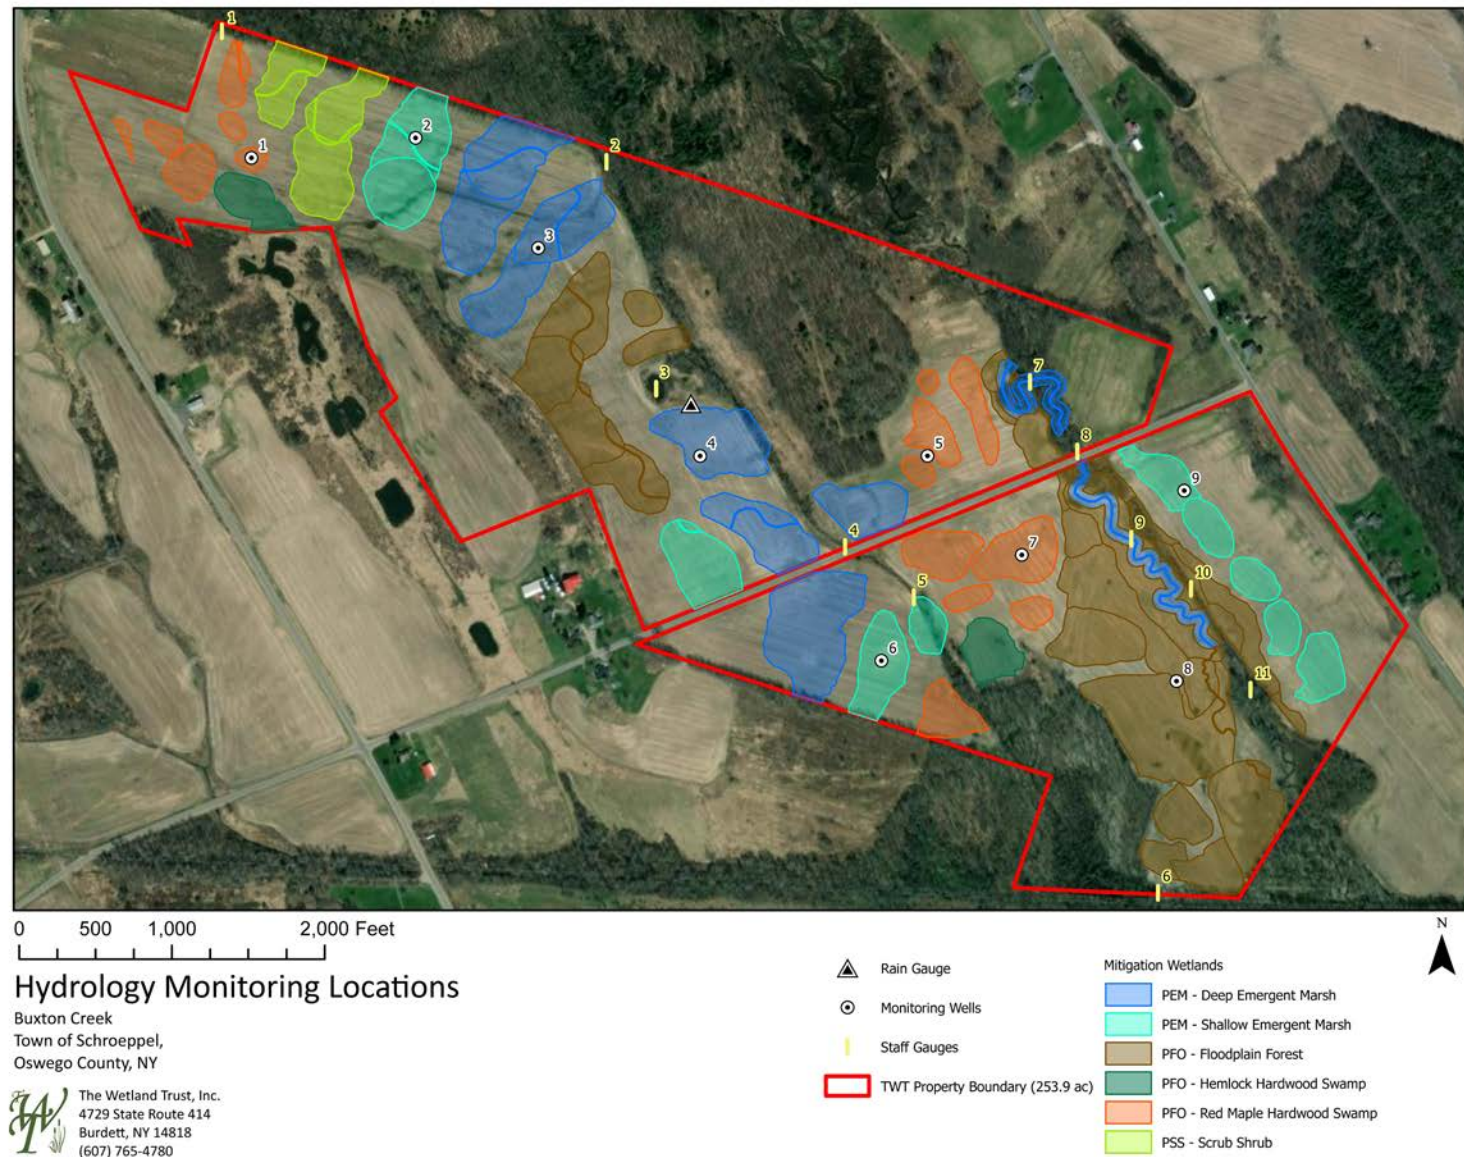 1
2
1
2
3
3
4
5
7
8
9
4
5
7
9
10
6
8
11
6
0 500 1,000 2,000 Feet
Hydrology Monitoring Locations
Buxton Creek
Town of Schroeppel,
Oswego County, NY
The Wetland Trust, Inc.
4729 State Route 414
Burdett, NY 14818
(607) 765-4780
Rain Gauge
Monitoring Wells
Staff Gauges
TWT Property Boundary (253.9 ac)
N
Mitigation Wetlands
PEM - Deep Emergent Marsh
PEM - Shallow Emergent Marsh
PFO - Floodplain Forest
PFO - Hemlock Hardwood Swamp
PFO - Red Maple Hardwood Swamp
PSS - Scrub Shrub